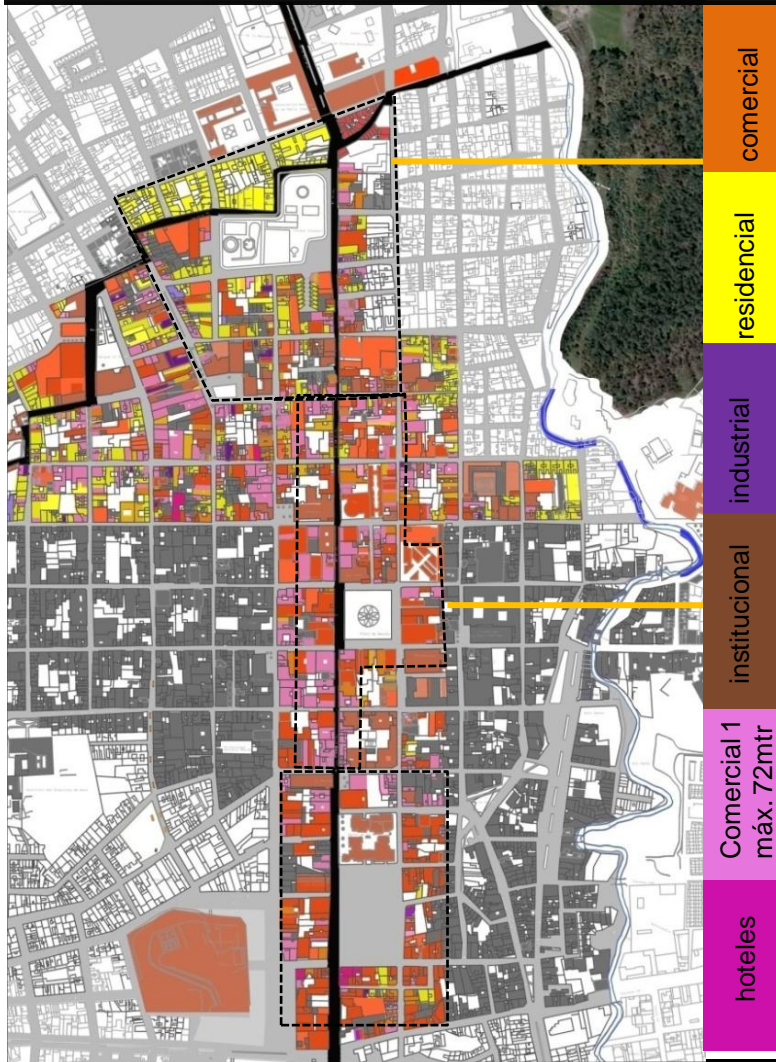 comercial
residencial
industrial
institucional
Comercial 1
máx. 72mtr
hoteles